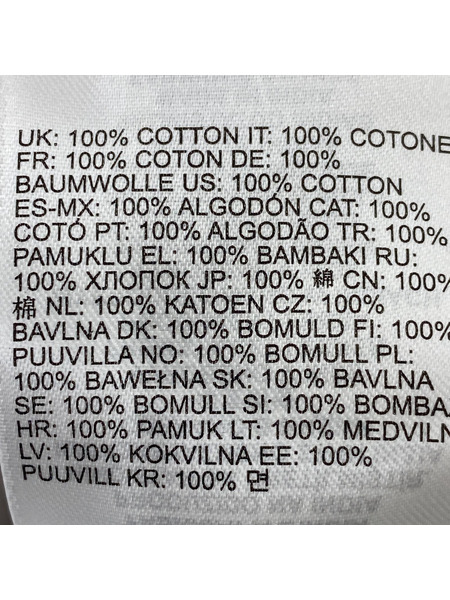 UK: 100% COTTON IT: 100% COTONE
FR: 100% COTON DE: 100%
BAUMWOLLE US: 100% COTTON
ES-MX: 100% ALGODÓN CAT: 100%
COTÓ PT: 100% ALGODÃO TR: 100%
PAMUKLU EL: 100% BAMBAKI RU:
100% ХЛОПОК JP: 100% 綿 CN: 100%
棉 NL: 100% KATOEN CZ: 100%
BAVLNA DK: 100% BOMULD FI: 100%
PUUVILLA NO: 100% BOMULL PL:
100% BAWEŁNA SK: 100% BAVLNA
SE: 100% BOMULL SI: 100% BOMBA
HR: 100% PAMUK LT: 100% MEDVILN
LV: 100% KOKVILNA EE: 100%
PUUVILL KR: 100% 면